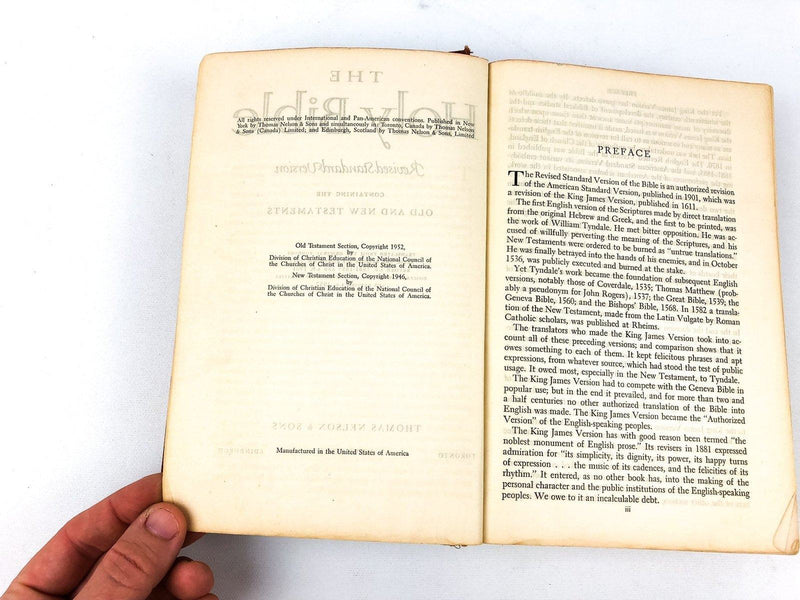 All rights reserved under International and Pan-American conventions. Published in New
York by Thomas Nelson & Sons and simultaneously in: Toronto, Canada by Thomas Nelson
& Sons (Canada) Limited; and Edinburgh, Scotland by Thomas Nelson & Sons, Limited
Old Testament Section, Copyright 1952,
by
Division of Christian Education of the National Council of
the Churches of Christ in the United States of America.
New Testament Section, Copyright 1946,
by
Division of Christian Education of the National Council of
the Churches of Christ in the United States of America.
Manufactured in the United States of America
PREFACE
The Revised Standard Version of the Bible is an authorized revision
of the American Standard Version, published in 1901, which was
a revision of the King James Version, published in 1611.
The first English version of the Scriptures made by direct translation
from the original Hebrew and Greek, and the first to be printed, was
the work of William Tyndale. He met bitter opposition. He was ac-
cused of willfully perverting the meaning of the Scriptures, and his
New Testaments were ordered to be burned as "untrue translations."
He was finally betrayed into the hands of his enemies, and in October
1536, was publicly executed and burned at the stake.
Yet Tyndale's work became the foundation of subsequent English
versions, notably those of Coverdale, 1535; Thomas Matthew (prob-
ably a pseudonym for John Rogers), 1537; the Great Bible, 1539; the
Geneva Bible, 1560; and the Bishops' Bible, 1568. In 1582 a transla-
tion of the New Testament, made from the Latin Vulgate by Roman
Catholic scholars, was published at Rheims.
The translators who made the King James Version took into ac-
count all of these preceding versions; and comparison shows that it
owes something to each of them. It kept felicitous phrases and apt
expressions, from whatever source, which had stood the test of public
usage. It owed most, especially in the New Testament, to Tyndale.
The King James Version had to compete with the Geneva Bible in
popular use; but in the end it prevailed, and for more than two and
a half centuries no other authorized translation of the Bible into
English was made. The King James Version became the "Authorized
Version" of the English-speaking peoples.
The King James Version has with good reason been termed "the
noblest monument of English prose." Its revisers in 1881 expressed
admiration for "its simplicity, its dignity, its power, its happy turns
of expression . . . the music of its cadences, and the felicities of its
rhythm." It entered, as no other book has, into the making of the
personal character and the public institutions of the English-speaking
peoples. We owe to it an incalculable debt.
iii